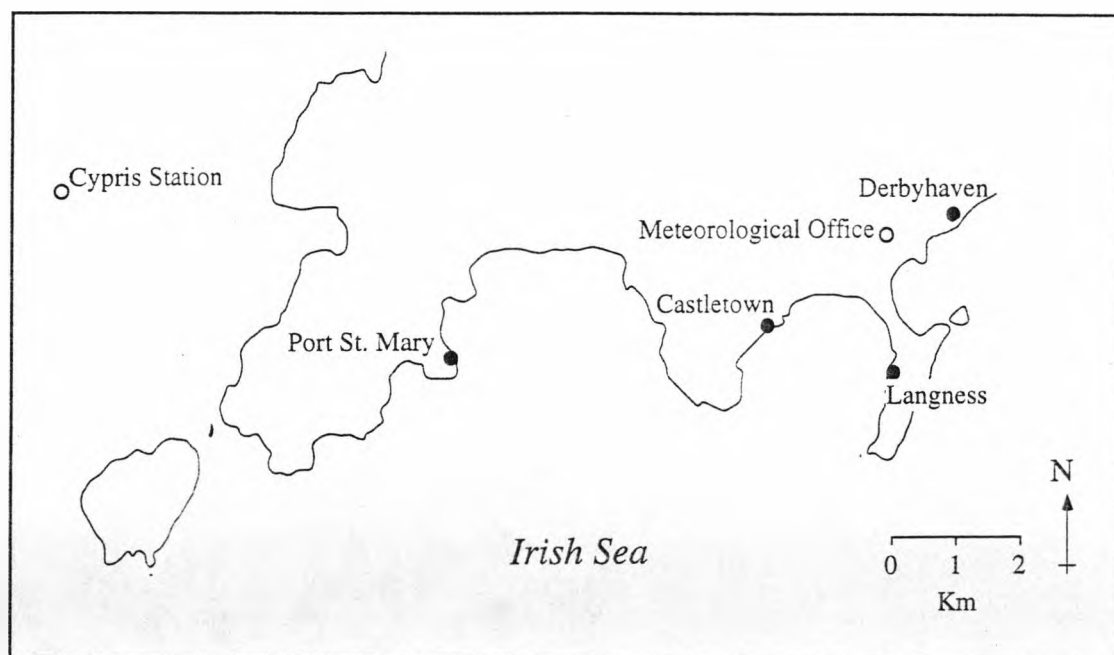 Cypris Station
Derbyhaven
Meteorological Office
Castletown
Port St. Mary
Langness
N
Irish Sea
0 1 2
Km